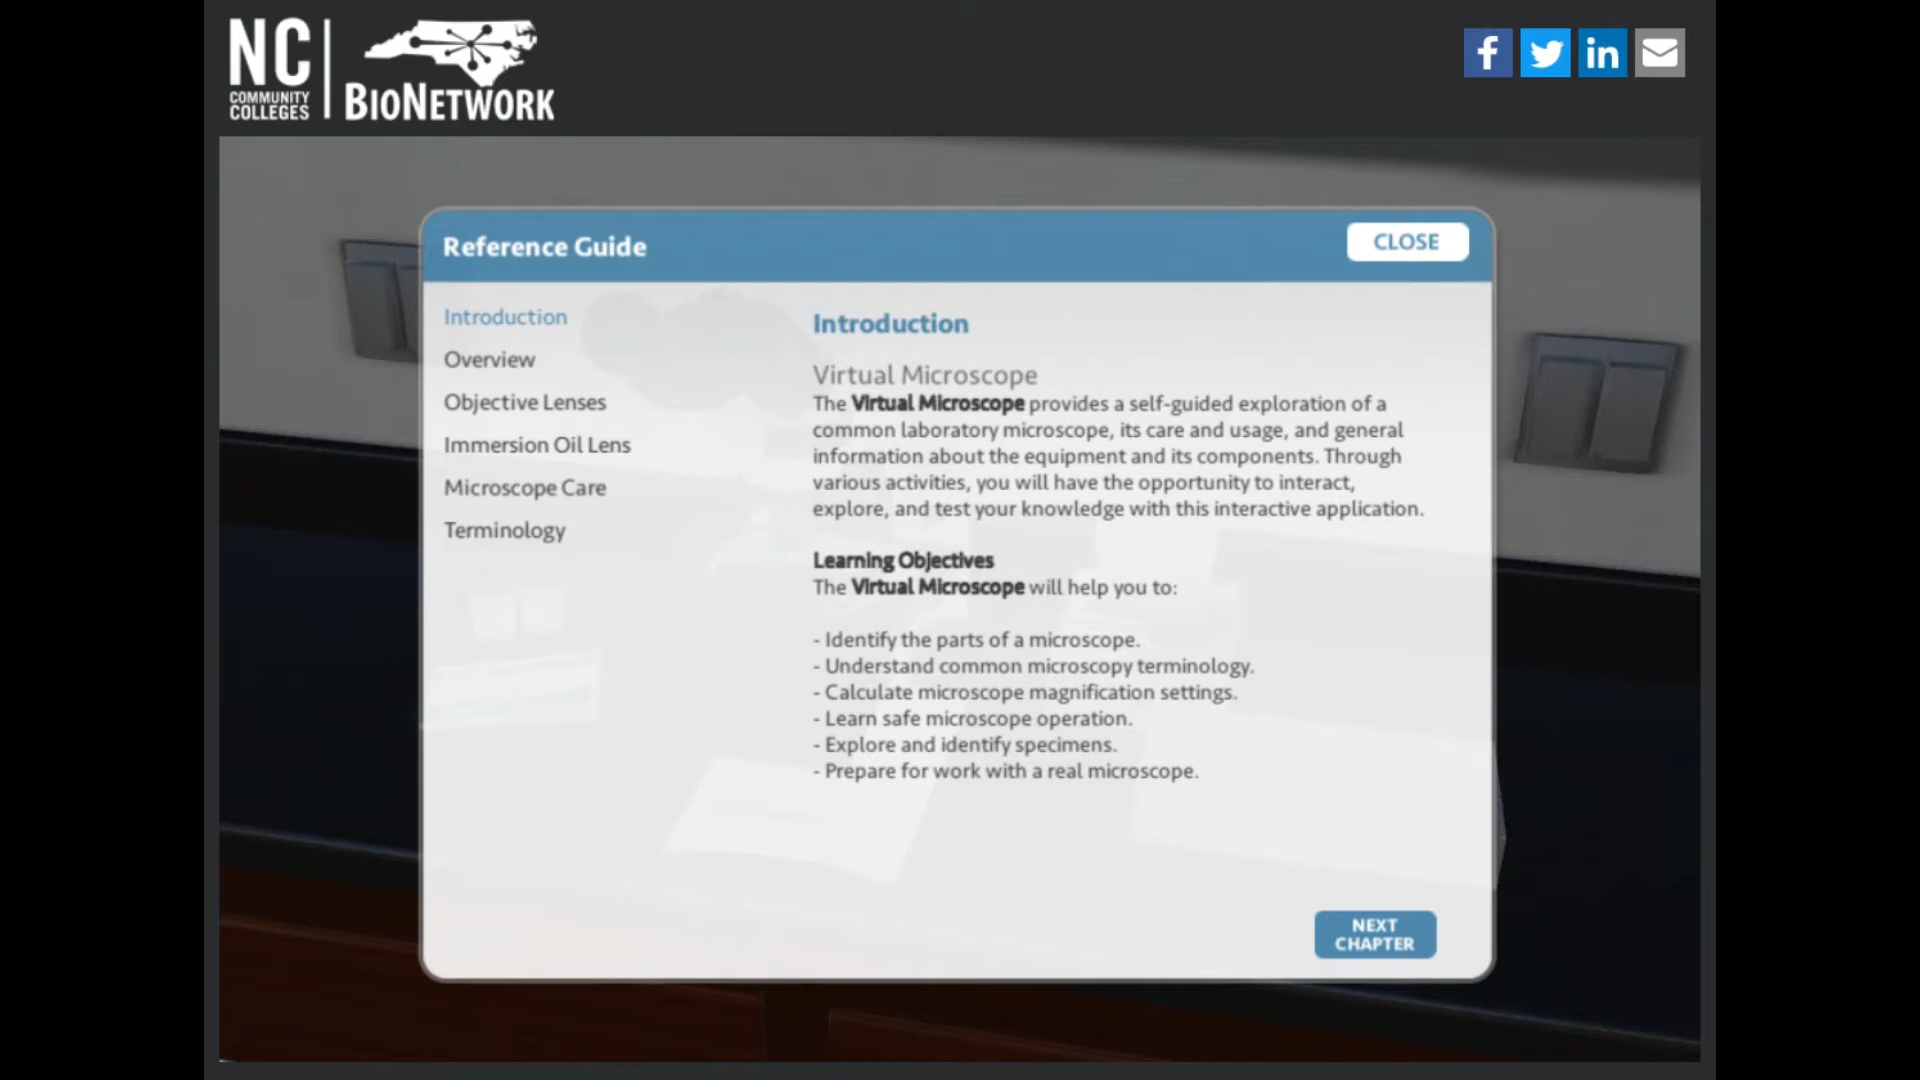 NC
COMMUNITY
COLLEGES
BIONETWORK
f
in
Reference Guide
CLOSE
Introduction
Overview
Objective Lenses
Immersion Oil Lens
Microscope Care
Terminology
Introduction
Virtual Microscope
The Virtual Microscope provides a self-guided exploration of a
common laboratory microscope, its care and usage, and general
information about the equipment and its components. Through
various activities, you will have the opportunity to interact,
explore, and test your knowledge with this interactive application.
Learning Objectives
The Virtual Microscope will help you to:
- Identify the parts of a microscope.
- Understand common microscopy terminology.
- Calculate microscope magnification settings.
- Learn safe microscope operation.
- Explore and identify specimens.
- Prepare for work with a real microscope.
NEXT
CHAPTER